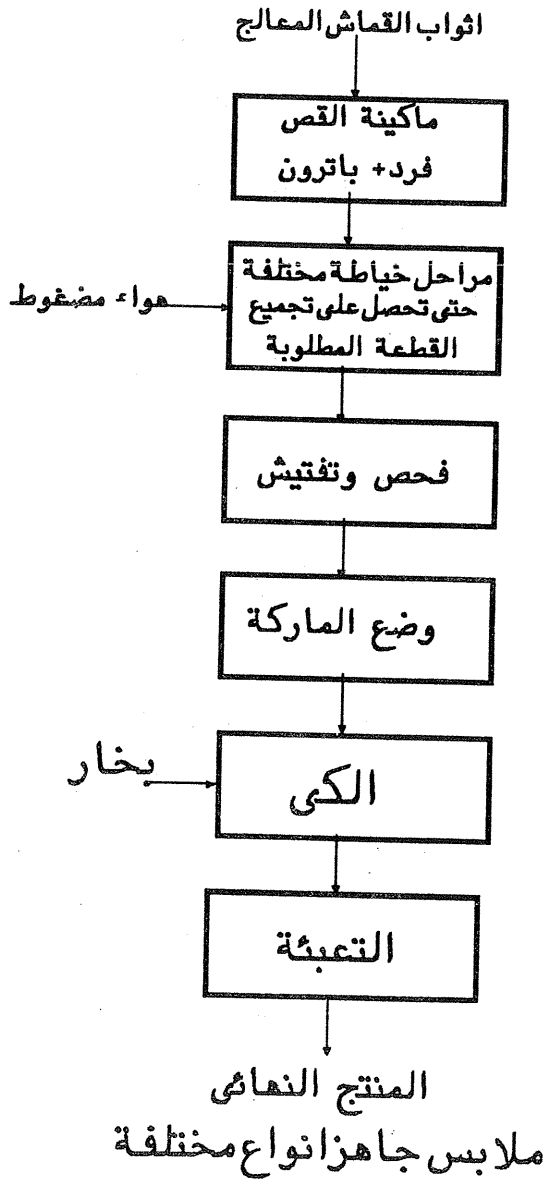 اثواب القماش المعالج
ماكينة القص
فرد + باترون
مراحل خياطة مختلفة
حتى تحصل على تجميع
القطعة المطلوبة
هواء مضغوط
فحص وتفتيش
وضع الماركة
الكى
بخار
التعبئة
المنتج النهائى
ملابس جاهز انواع مختلفة